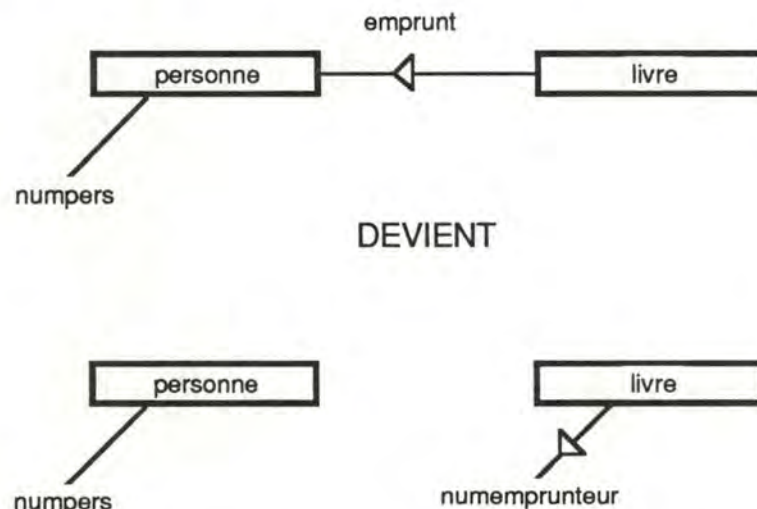 emprunt
personne livre
numpers
DEVIENT
personne livre
numpers numemprunteur